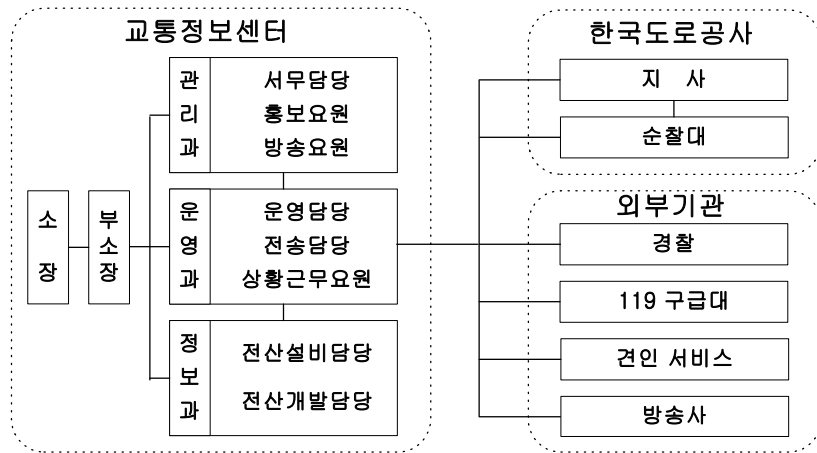 교통정보센터
소장
부소장
관리과
서무담당
홍보요원
방송요원
운영과
운영담당
전송담당
상황근무요원
정보과
전산설비담당
전산개발담당
한국도로공사
지 사
순찰대
외부기관
경찰
119 구급대
견인 서비스
방송사